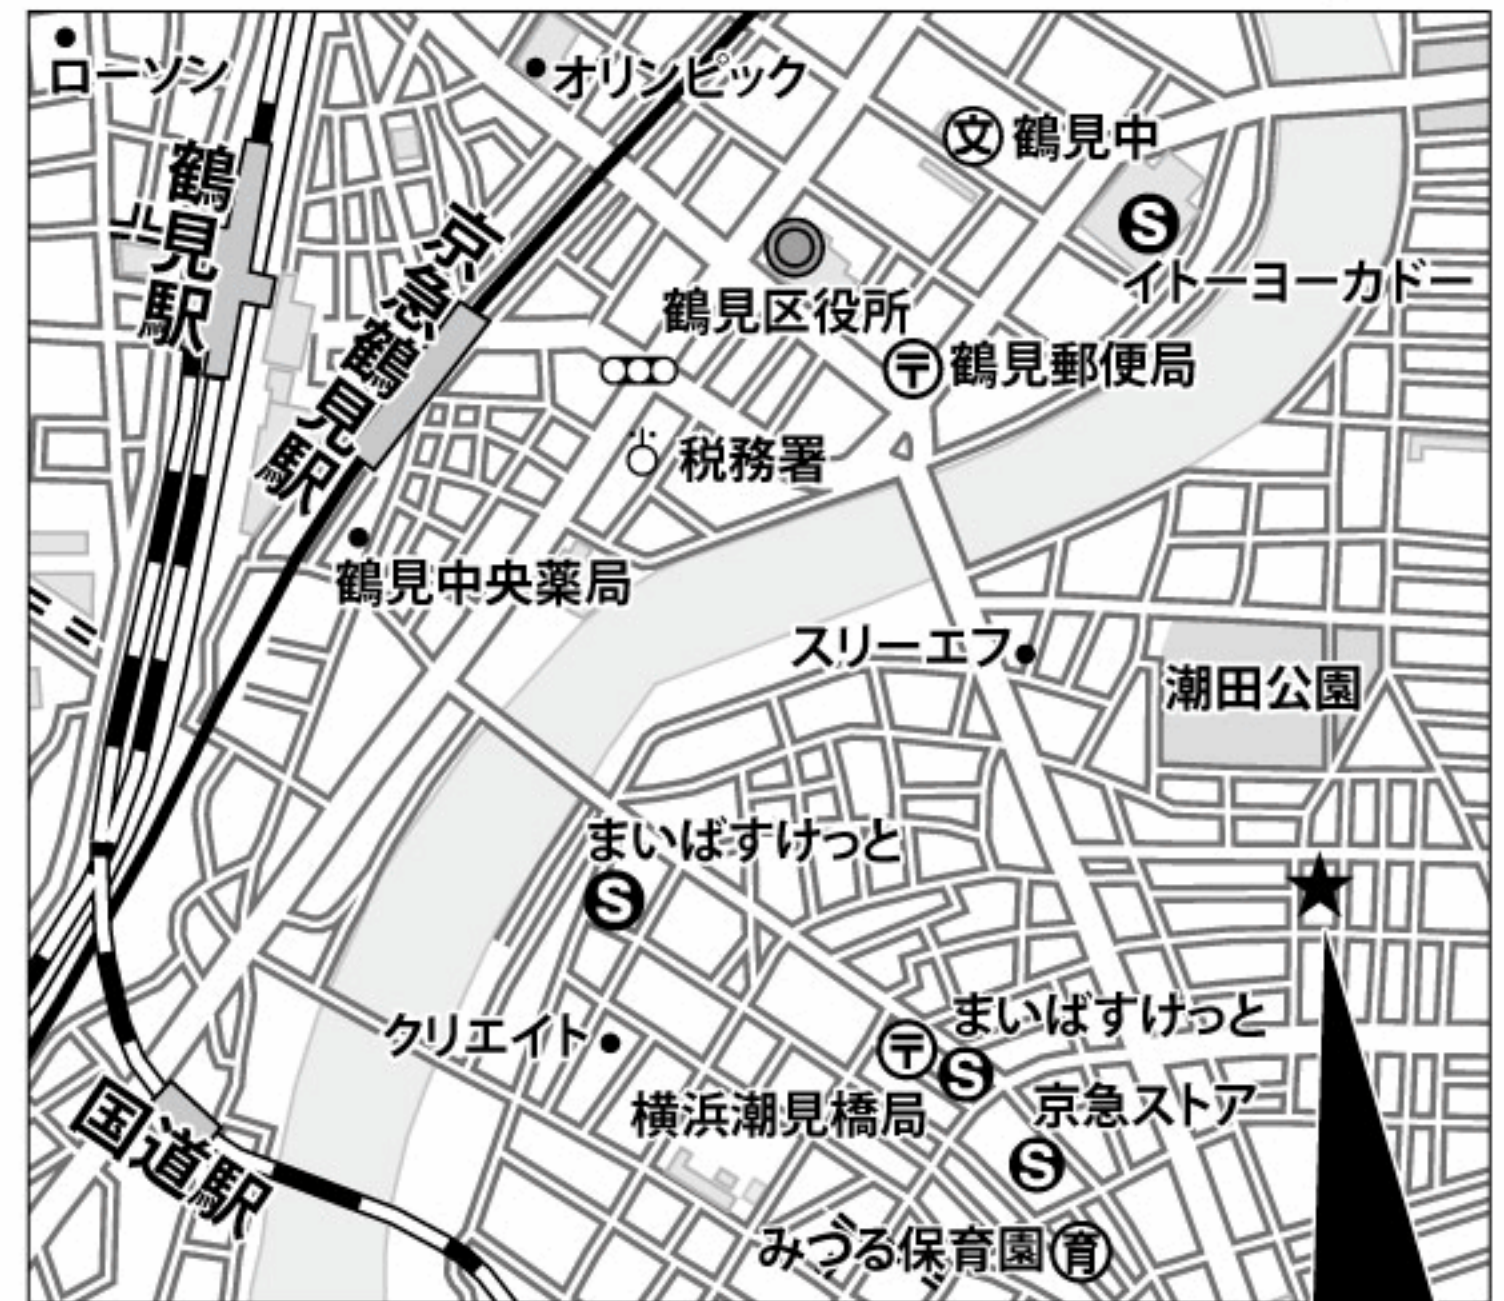 ローソン
オリンピック
文
鶴見中
鶴見駅
京急鶴見駅
S
イトーヨーカドー
鶴見区役所
〒
鶴見郵便局
税務署
鶴見中央薬局
スリーエフ
潮田公園
まいばすけっと
S
クリエイト
まいばすけっと
〒
S
横浜潮見橋局
京急ストア
S
国道駅
みづる保育園
育